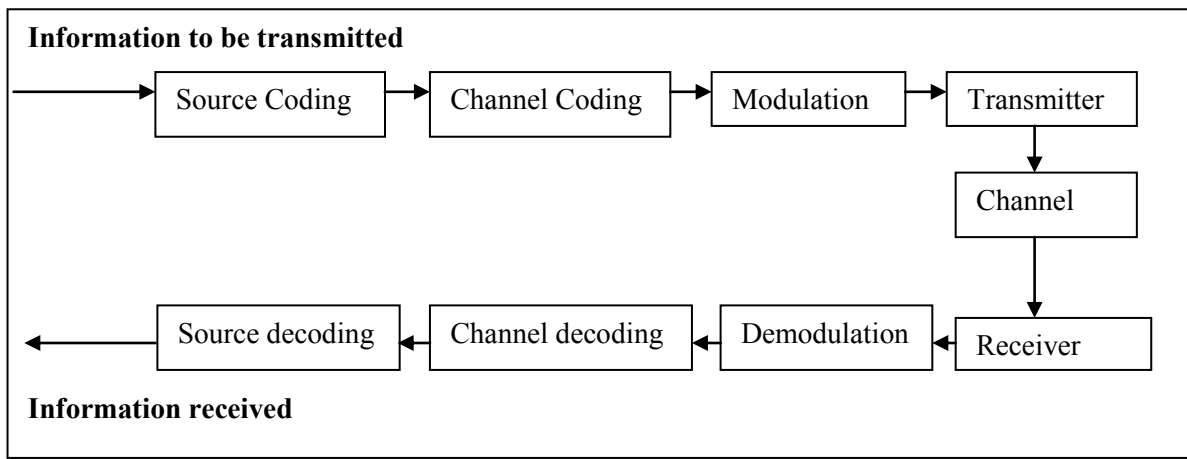 Information to be transmitted
Source Coding
Channel Coding
Modulation
Transmitter
Channel
Source decoding
Channel decoding
Demodulation
Receiver
Information received